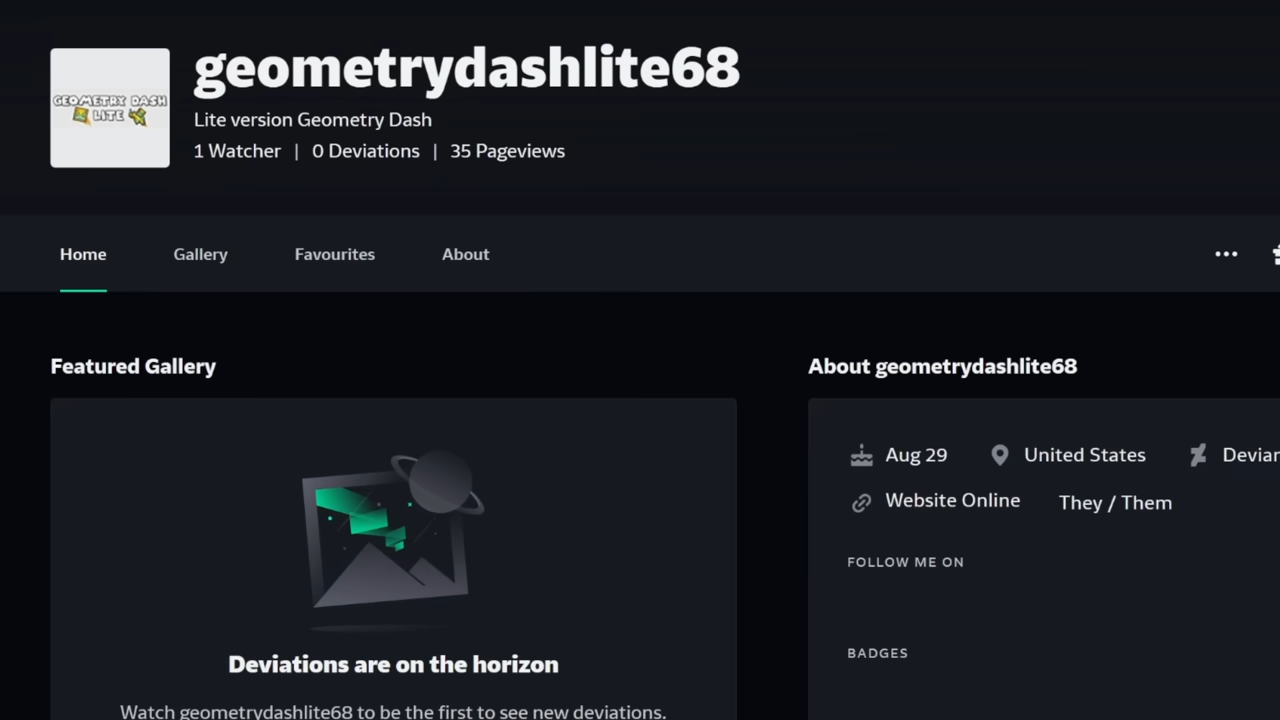 GEOMETRY DASH
LITE
geometrydashlite68
Lite version Geometry Dash
1 Watcher | 0 Deviations | 35 Pageviews
Home Gallery Favourites About
Featured Gallery
About geometrydashlite68
Aug 29 United States Devian
Website Online They / Them
FOLLOW ME ON
BADGES
Deviations are on the horizon
Watch geometrydashlite68 to be the first to see new deviations.